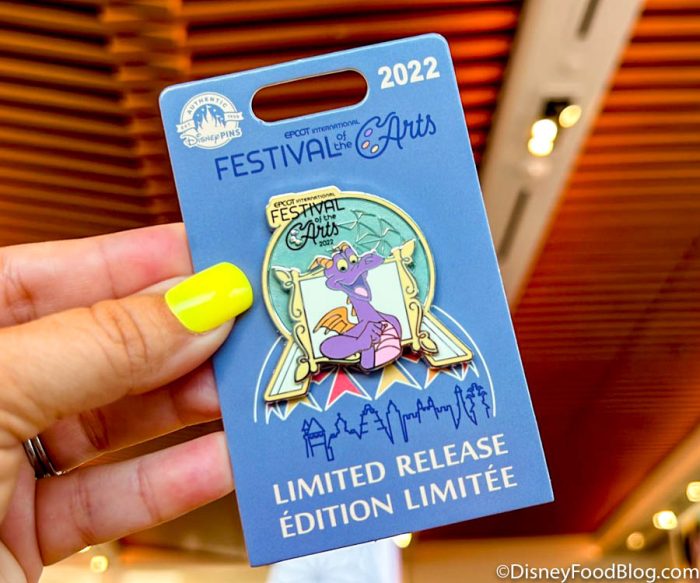 2022
AUTHENTIC
Disney PINS
EPCOT INTERNATIONAL
FESTIVAL of the Arts
EPCOT INTERNATIONAL
FESTIVAL
of the
Arts
2022
LIMITED RELEASE
ÉDITION LIMITÉE
©DisneyFoodBlog.com